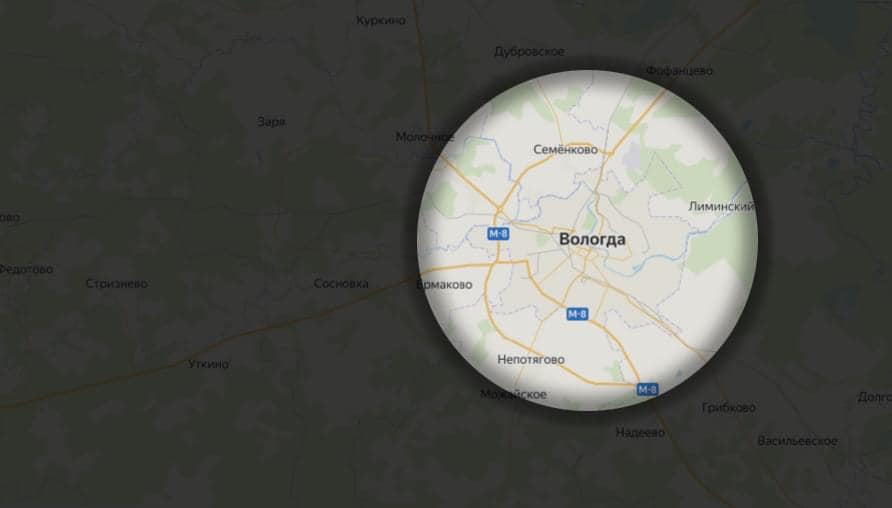 Куркино
Дубровское
Фофанцево
Заря
Молочное
Семёнково
Лиминский
ово
М-8
Вологда
Федотово
Стризнево
Сосновка
Ермаково
М-8
Непотягово
Уткино
Можайское
М-8
Грибково
Долго
Надеево
Васильевское